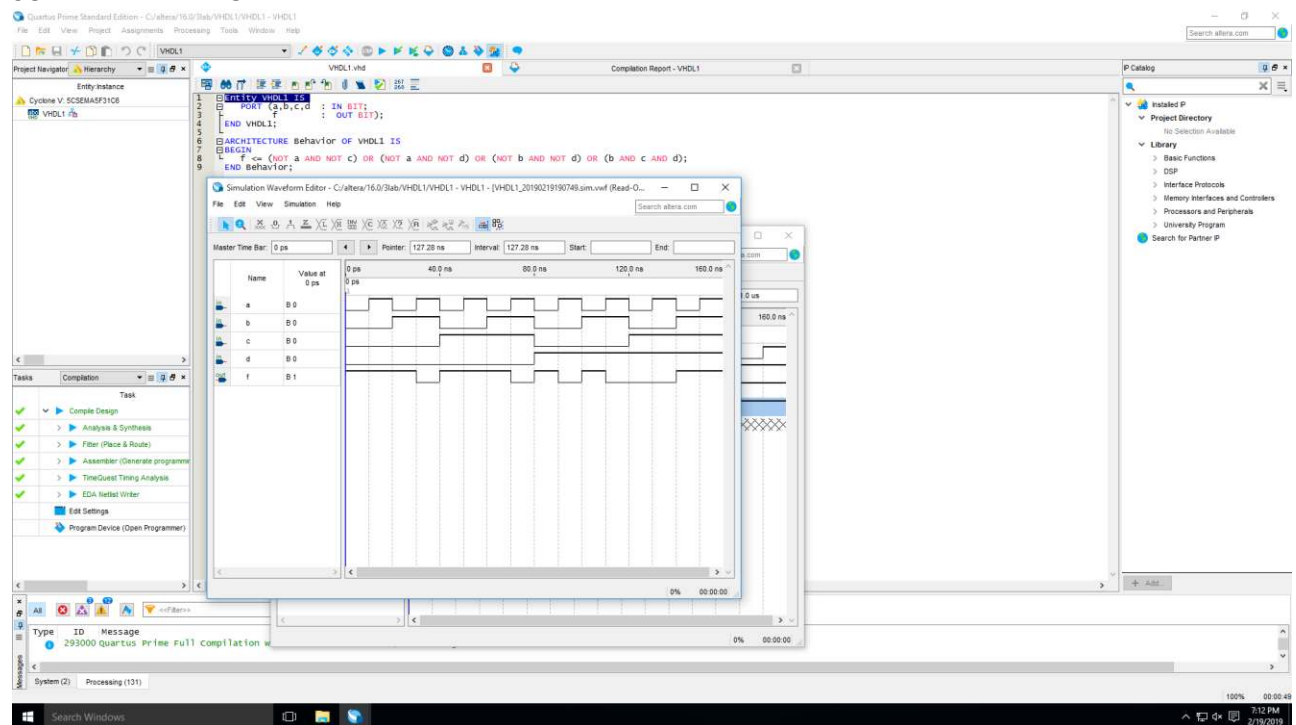 Quartus Prime Standard Edition - C:/altera/16.0/3lab/VHDL1/VHDL1 - VHDL1
File Edit View Project Assignments Processing Tools Window Help
Search altera.com
VHDL1
Project Navigator Hierarchy
VHDL1.vhd
Compilation Report - VHDL1
IP Catalog
Entity:Instance
Cyclone V: 5CSEMA5F31C6
VHDL1
1 Entity VHDL1 IS
2 PORT (a,b,c,d : IN BIT;
3 f : OUT BIT);
4 END VHDL1;
5
6 ARCHITECTURE Behavior OF VHDL1 IS
7 BEGIN
8 f <= (NOT a AND NOT c) OR (NOT a AND NOT d) OR (NOT b AND NOT d) OR (b AND c AND d);
9 END Behavior;
Installed IP
Project Directory
No Selection Available
Library
Basic Functions
DSP
Interface Protocols
Memory Interfaces and Controllers
Processors and Peripherals
University Program
Search for Partner IP
+ Add...
Simulation Waveform Editor - C:/altera/16.0/3lab/VHDL1/VHDL1 - VHDL1 - [VHDL1_20190219190749.sim.vwf (Read-O...
File Edit View Simulation Help
Search altera.com
Master Time Bar: 0 ps
Pointer: 127.28 ns
Interval: 127.28 ns
Start:
End:
Name
Value at
0 ps
0 ps 40.0 ns 80.0 ns 120.0 ns 160.0 ns
0 ps
a B 0
b B 0
c B 0
d B 0
f B 1
0% 00:00:00
160.0 ns
0% 00:00:00
Tasks Compilation
Task
Compile Design
Analysis & Synthesis
Fitter (Place & Route)
Assembler (Generate programme
TimeQuest Timing Analysis
EDA Netlist Writer
Edit Settings
Program Device (Open Programmer)
All
<<Filter>>
Type ID Message
293000 Quartus Prime Full Compilation w
Messages
System (2) Processing (131)
100% 00:00:49
Search Windows
7:12 PM
2/19/2019